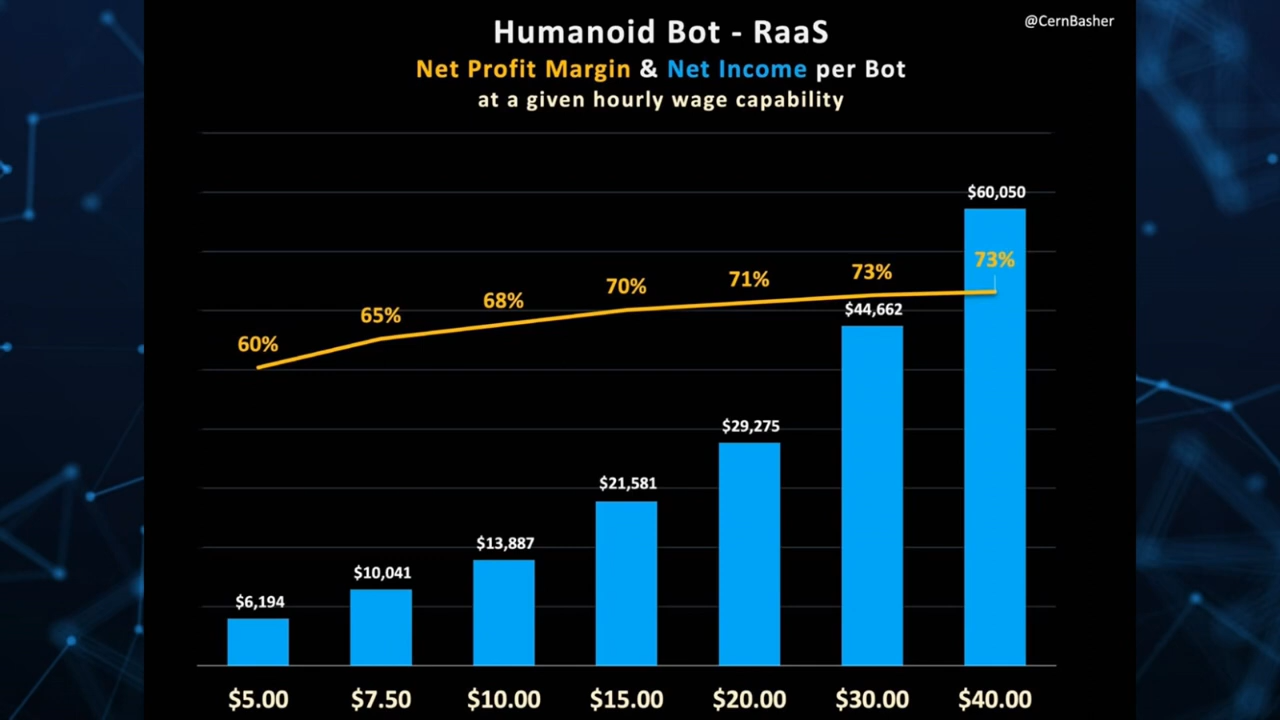 @CernBasher
Humanoid Bot - RaaS
Net Profit Margin & Net Income per Bot
at a given hourly wage capability
$60,050
73%
73%
71%
70%
68%
65%
60%
$44,662
$29,275
$21,581
$13,887
$10,041
$6,194
$5.00 $7.50 $10.00 $15.00 $20.00 $30.00 $40.00